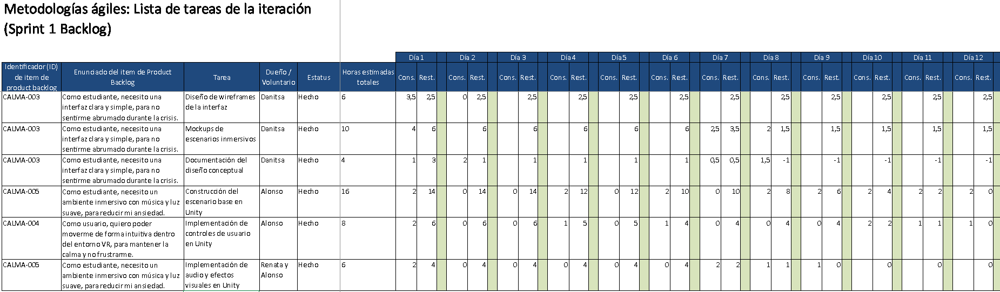 Metodologías ágiles: Lista de tareas de la iteración
(Sprint 1 Backlog)
Día 1 Día 2 Día 3 Día 4 Día 5 Día 6 Día 7 Día 8 Día 9 Día 10 Día 11 Día 12
Identificador (ID)
de item de
product backlog
Enunciado del item de Product
Backlog
Tarea
Dueño /
Voluntario
Estatus
Horas estimadas
totales
Cons. Rest. Cons. Rest. Cons. Rest. Cons. Rest. Cons. Rest. Cons. Rest. Cons. Rest. Cons. Rest. Cons. Rest. Cons. Rest. Cons. Rest. Cons. Rest.
CALMA-003
Como estudiante, necesito una
interfaz clara y simple, para no
sentirme abrumado durante la crisis.
Diseño de wireframes
de la interfaz
Danitsa
Hecho
6
3,5 2,5 0 2,5 2,5 2,5 2,5 2,5 2,5 2,5 2,5 2,5 2,5 2,5
CALMA-003
Como estudiante, necesito una
interfaz clara y simple, para no
sentirme abrumado durante la crisis.
Mockups de
escenarios inmersivos
Danitsa
Hecho
10
4 6 6 6 6 6 6 2,5 3,5 2 1,5 1,5 1,5 1,5 1,5
CALMA-003
Como estudiante, necesito una
interfaz clara y simple, para no
sentirme abrumado durante la crisis.
Documentación del
diseño conceptual
Danitsa
Hecho
4
1 3 2 1 1 1 1 1 0,5 0,5 1,5 -1 -1 -1 -1 -1
CALMA-005
Como estudiante, necesito un
ambiente inmersivo con música y luz
suave, para reducir mi ansiedad.
Construcción del
escenario base en
Unity
Alonso
Hecho
16
2 14 0 14 0 14 2 12 0 12 2 10 0 10 2 8 2 6 2 4 2 2 2 0
CALMA-004
Como usuario, quiero poder
moverme de forma intuitiva dentro
del entorno VR, para mantener la
calma y no frustrarme.
Implementación de
controles de usuario
en Unity
Alonso
Hecho
8
2 6 0 6 0 6 1 5 0 5 1 4 0 4 0 4 0 4 2 2 1 1 1 0
CALMA-005
Como estudiante, necesito un
ambiente inmersivo con música y luz
suave, para reducir mi ansiedad.
Implementación de
audio y efectos
visuales en Unity
Renata y
Alonso
Hecho
6
2 4 0 4 0 4 0 4 0 4 0 4 2 2 1 1 1 0 0 0 0